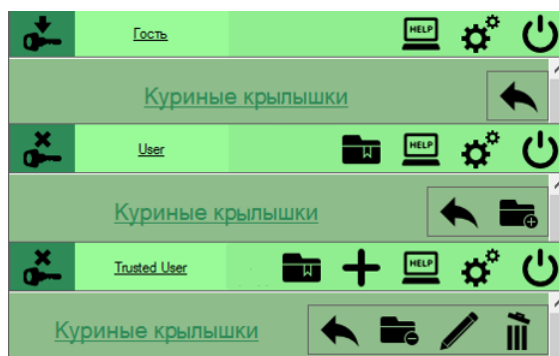 Гость
HELP
Куриные крылышки
User
HELP
Куриные крылышки
Trusted User
HELP
Куриные крылышки